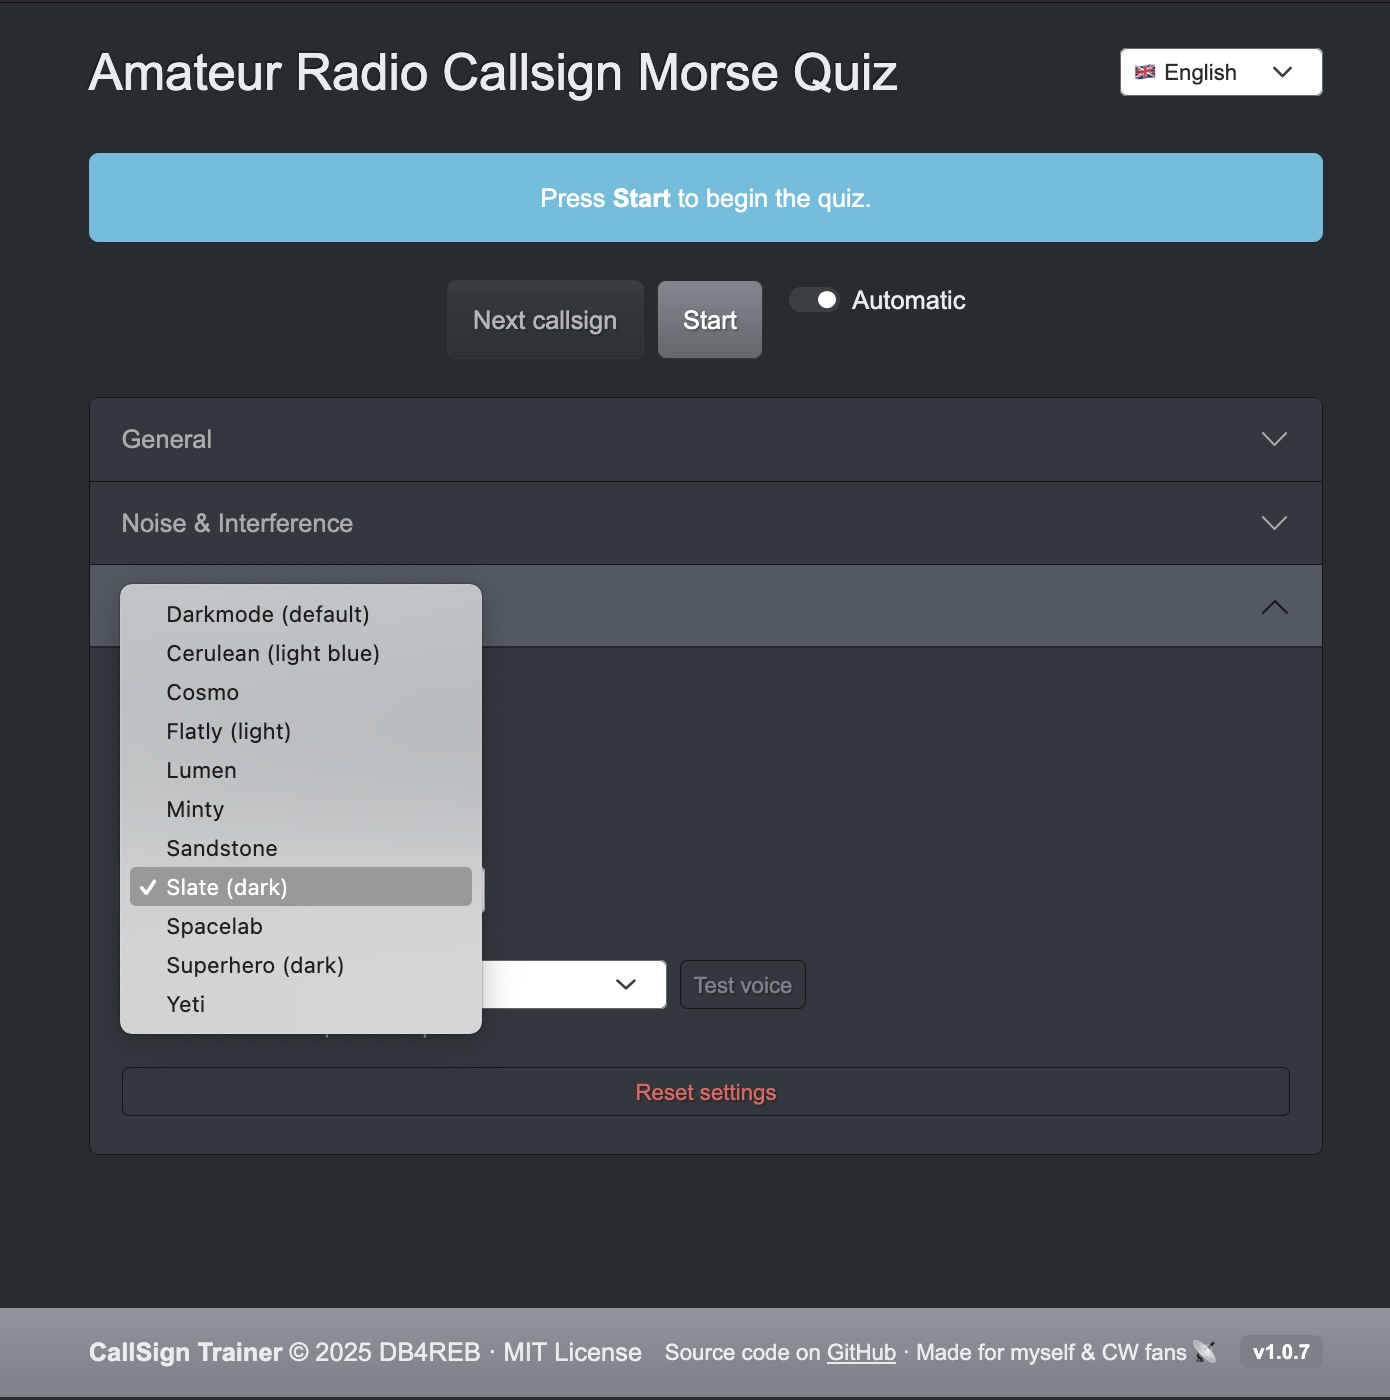 Amateur Radio Callsign Morse Quiz
English
Press Start to begin the quiz.
Next callsign
Start
Automatic
General
Noise & Interference
Darkmode (default)
Cerulean (light blue)
Cosmo
Flatly (light)
Lumen
Minty
Sandstone
Slate (dark)
Spacelab
Superhero (dark)
Yeti
Test voice
Reset settings
CallSign Trainer © 2025 DB4REB · MIT License
Source code on GitHub · Made for myself & CW fans
v1.0.7